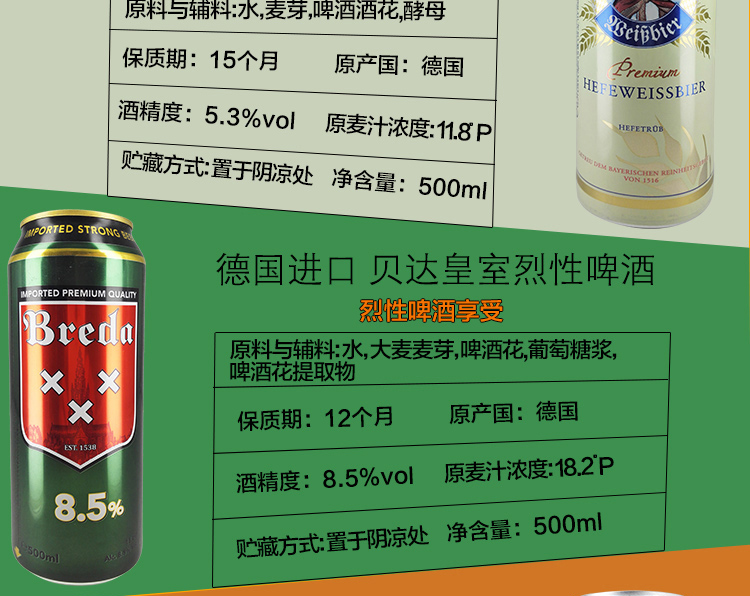 原料与辅料:水,麦芽,啤酒酒花,酵母
保质期：15个月 原产国：德国
酒精度：5.3%vol 原麦汁浓度:11.8°P
贮藏方式:置于阴凉处 净含量：500ml
Weißbier
Premium
HEFEWEISSBIER
HEFETRÜB
DEM BAYERISCHEN
VON 1516
德国进口 贝达皇室烈性啤酒
烈性啤酒享受
原料与辅料:水,大麦麦芽,啤酒花,葡萄糖浆,
啤酒花提取物
保质期：12个月 原产国：德国
酒精度：8.5%vol 原麦汁浓度:18.2°P
贮藏方式:置于阴凉处 净含量：500ml
IMPORTED STRONG
IMPORTED PREMIUM QUALITY
Breda
EST. 1538
8.5%
500ml